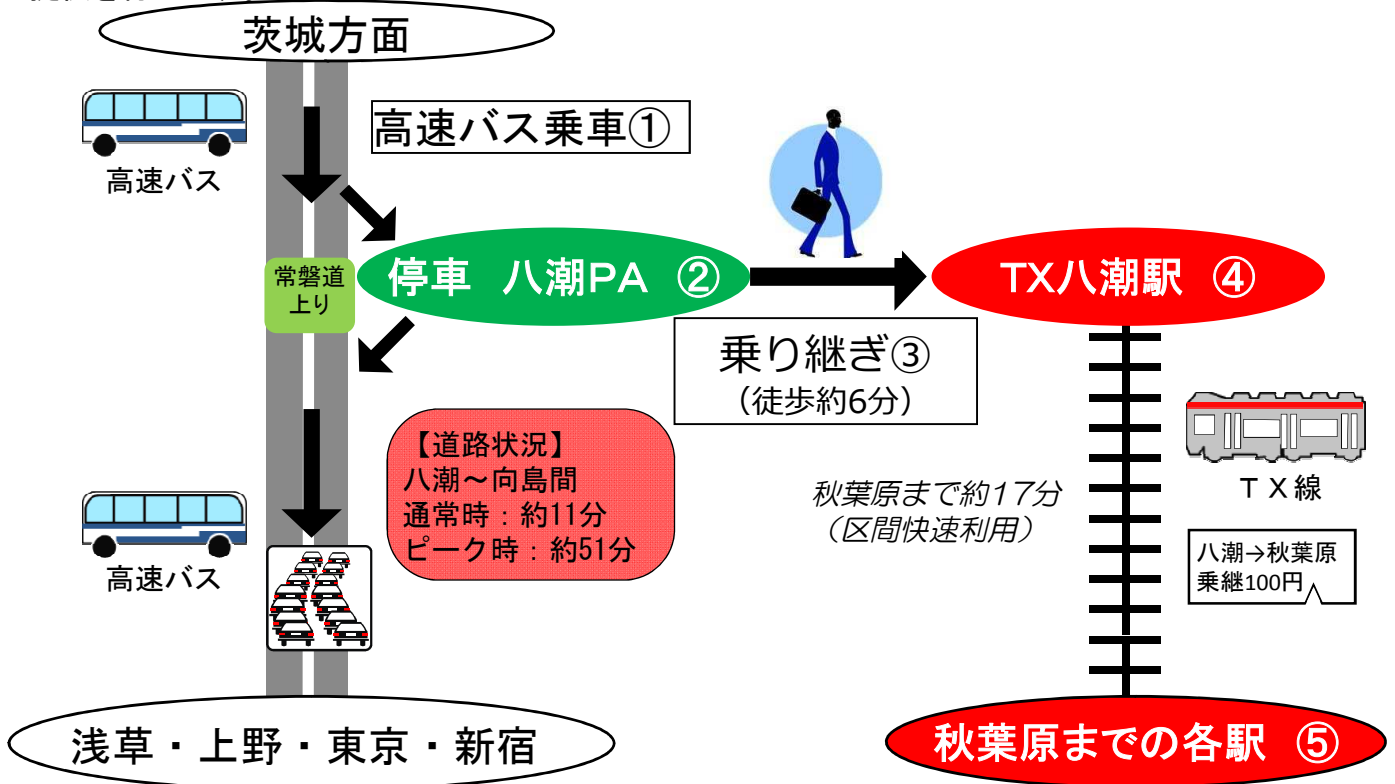 茨城方面
高速バス
高速バス乗車①
常磐道
上り
停車 八潮PA ②
TX八潮駅 ④
乗り継ぎ③
(徒歩約6分)
【道路状況】
八潮~向島間
通常時:約11分
ピーク時:約51分
高速バス
秋葉原まで約17分
(区間快速利用)
TX線
八潮→秋葉原
乗継100円
浅草・上野・東京・新宿
秋葉原までの各駅 ⑤